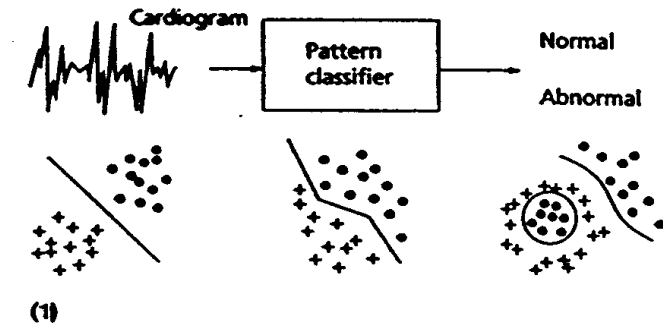 Cardiogram
Pattern
classifier
Normal
Abnormal
(1)